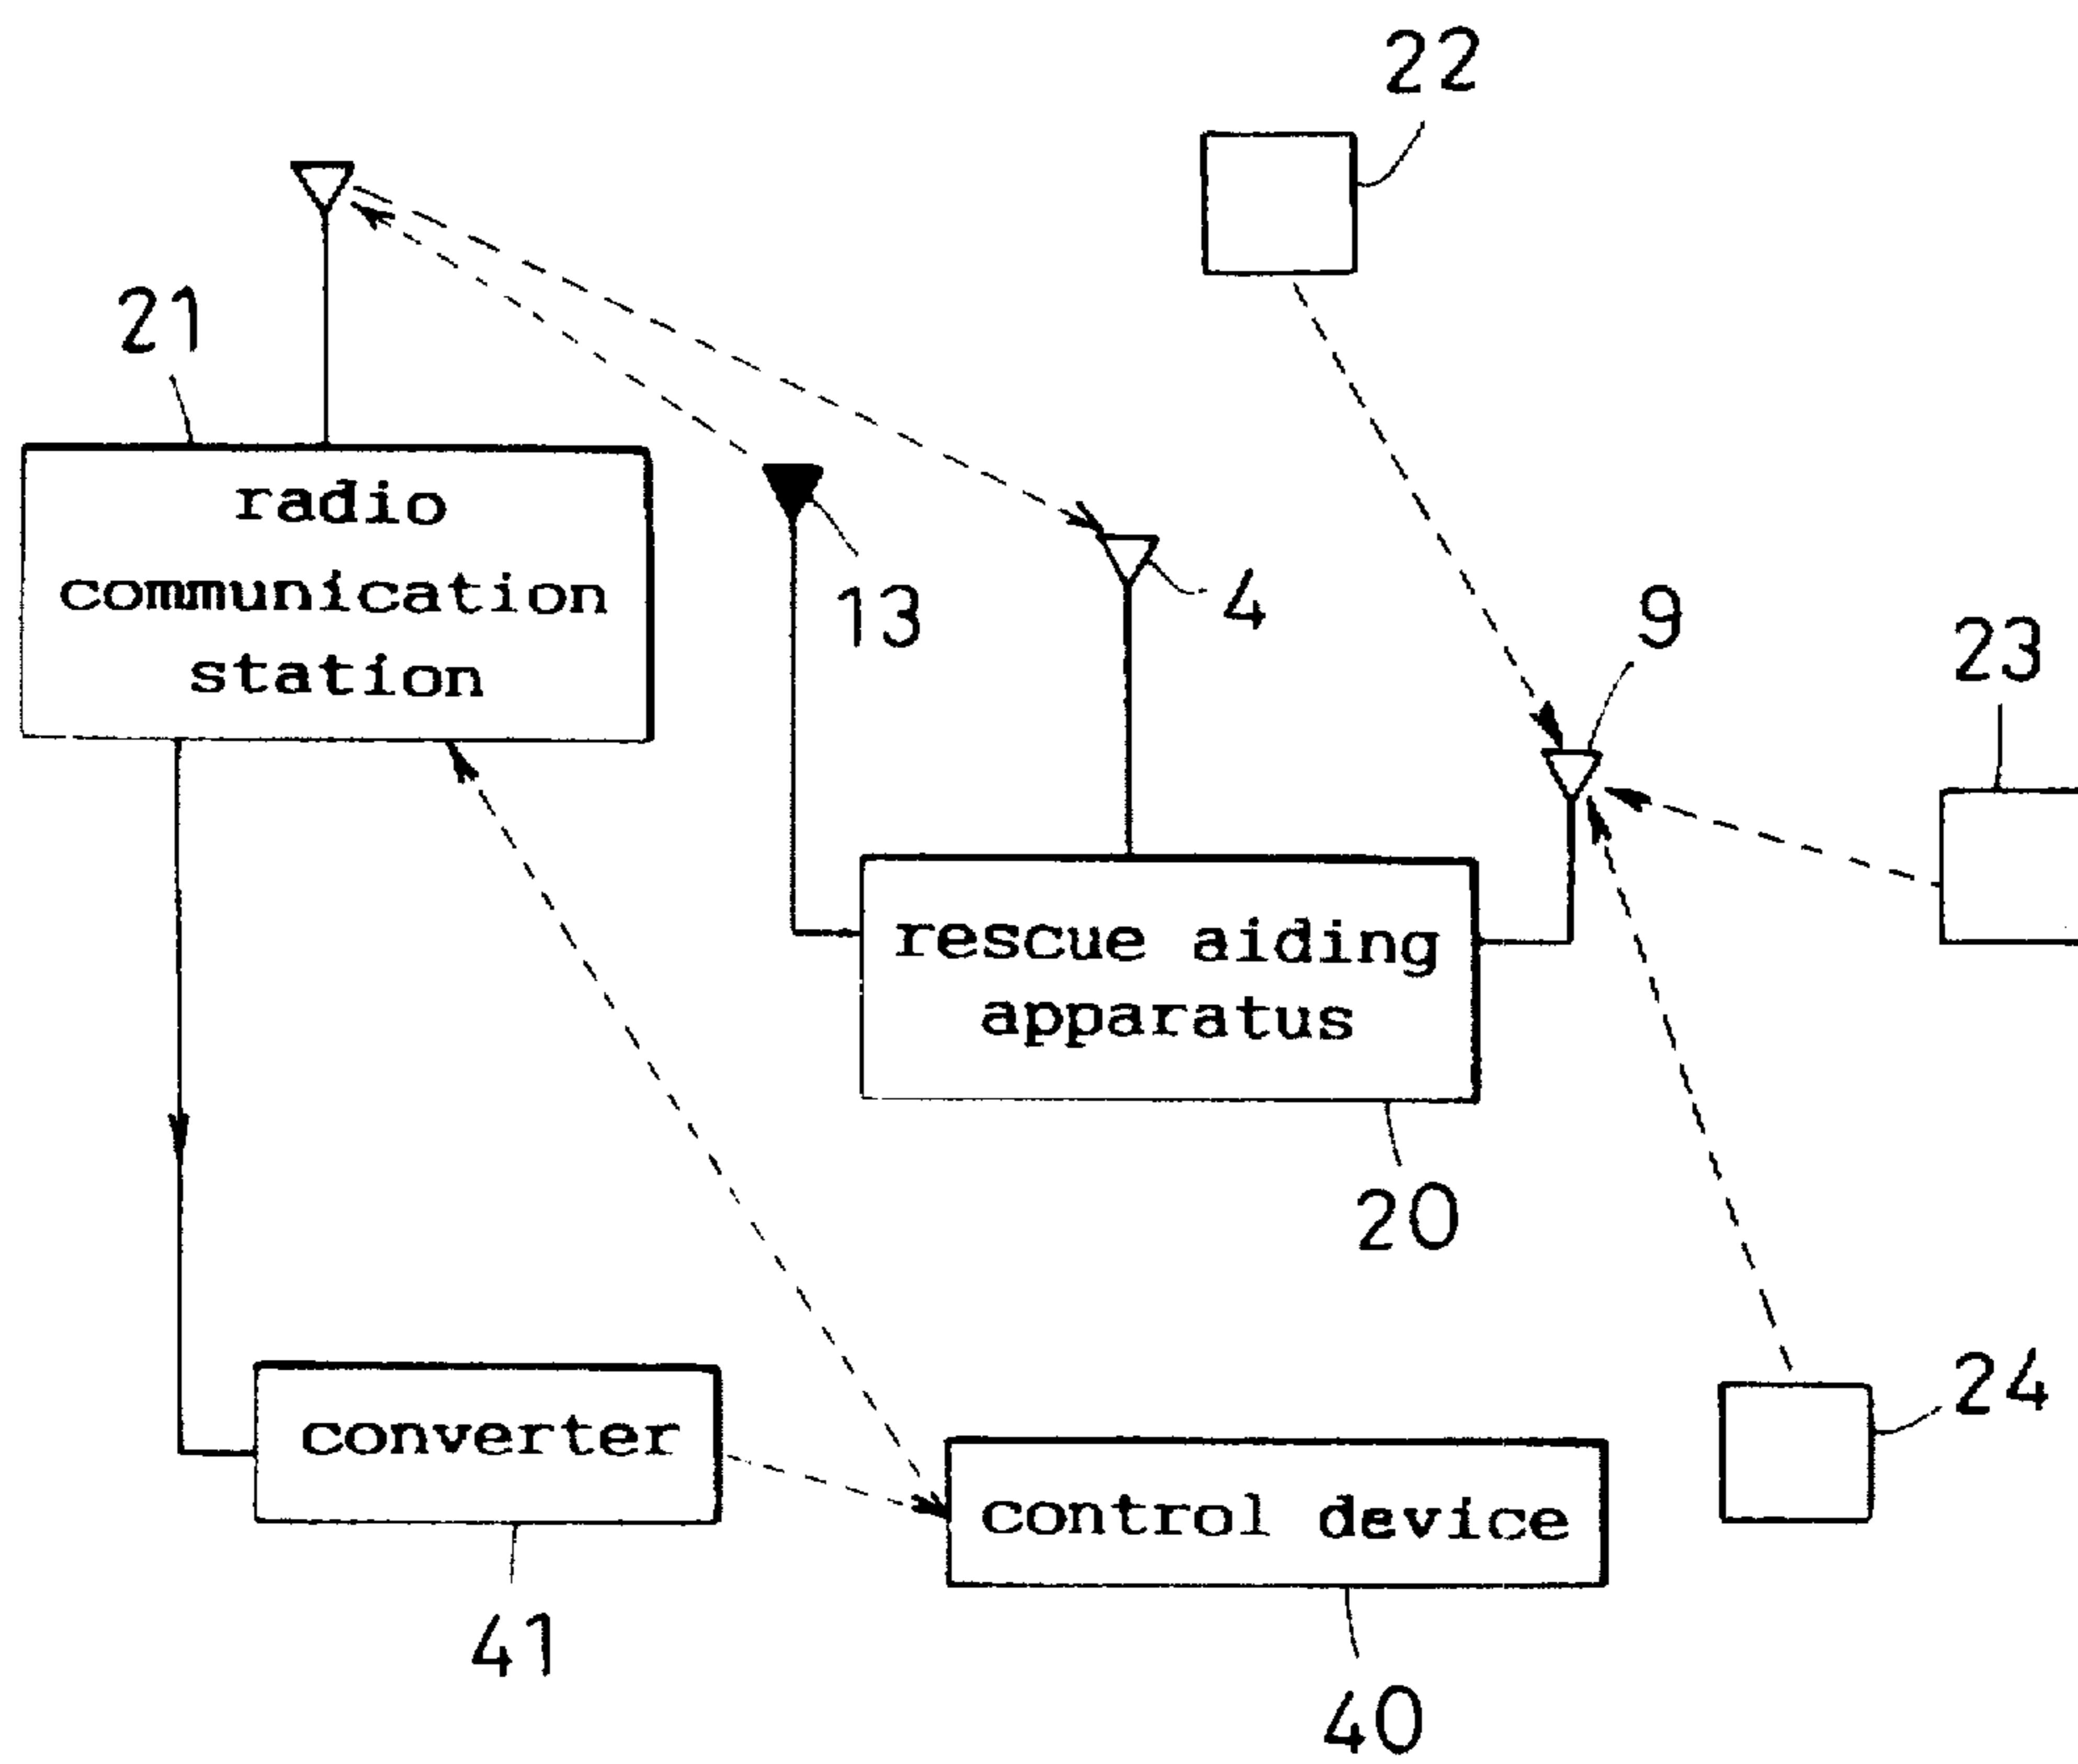 22
21
radio
communication
station
13
4
9
23
rescue aiding
apparatus
20
24
converter
control device
41
40